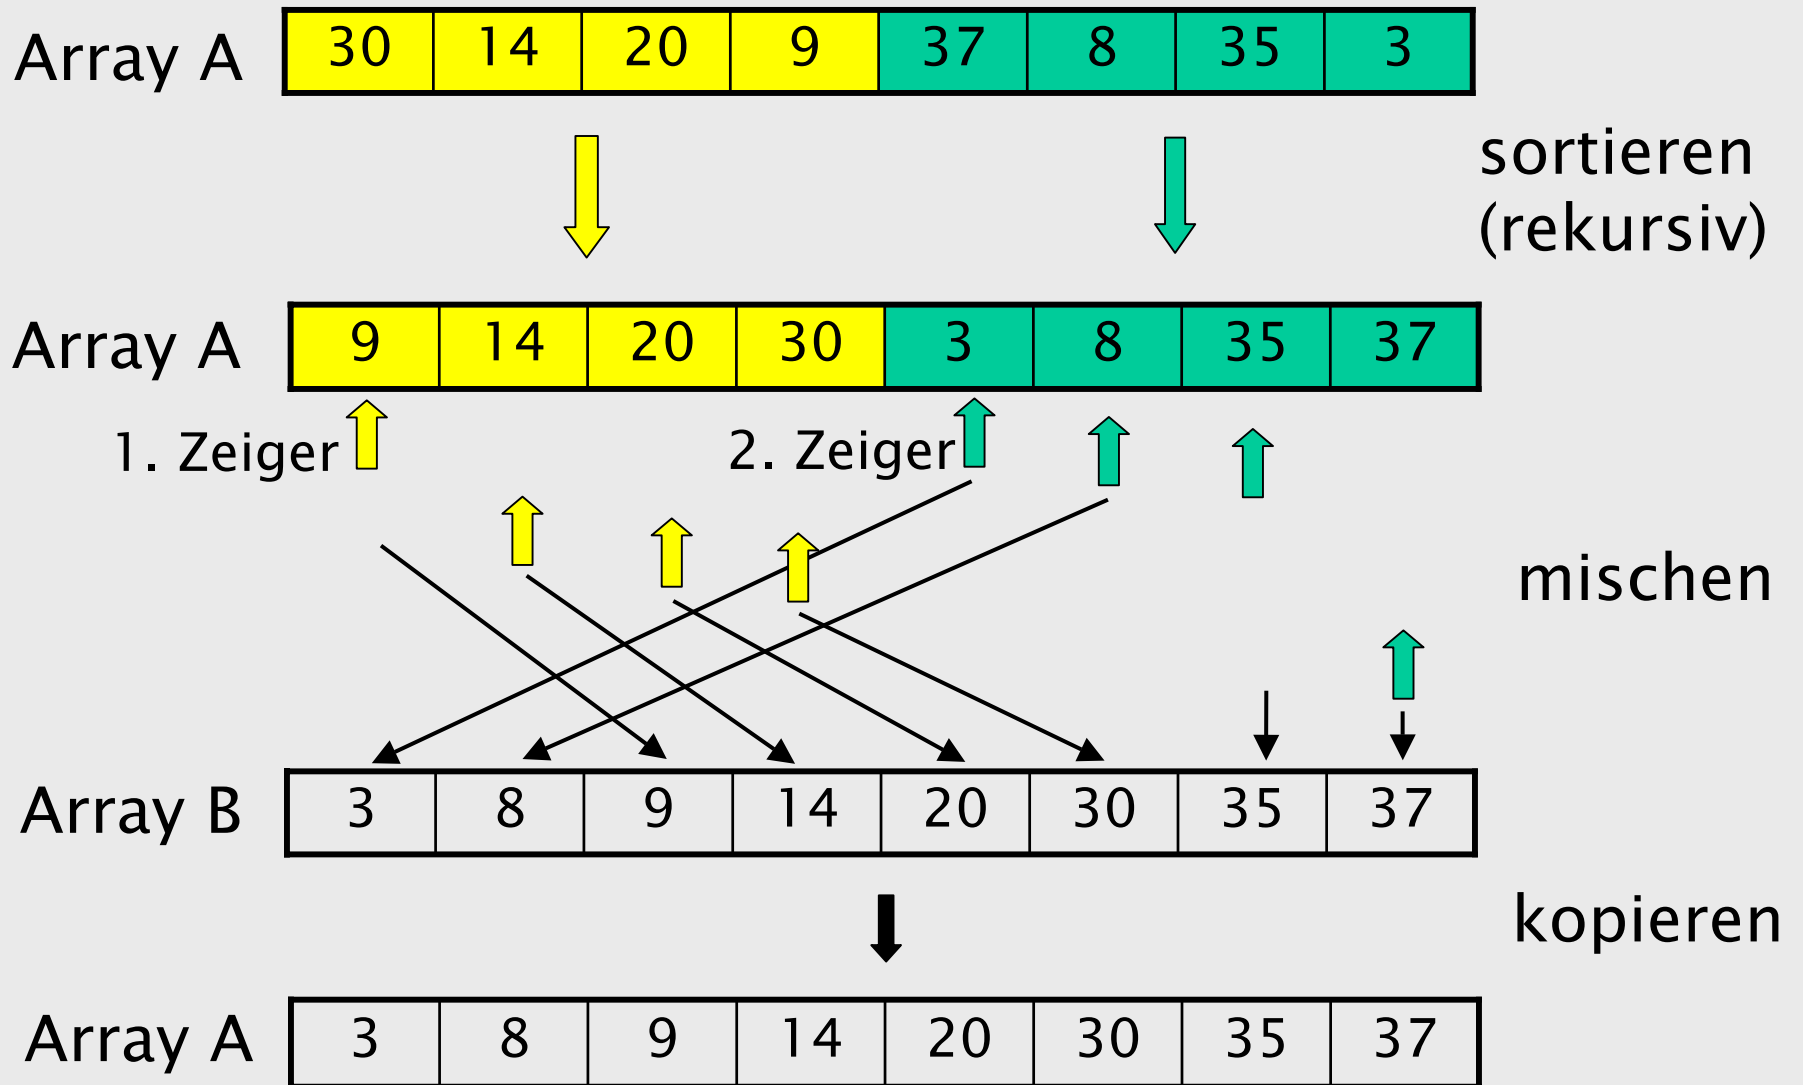 Array A 30 14 20 9 37 8 35 3
sortieren
(rekursiv)
Array A 9 14 20 30 3 8 35 37
1. Zeiger 2. Zeiger
mischen
Array B 3 8 9 14 20 30 35 37
kopieren
Array A 3 8 9 14 20 30 35 37